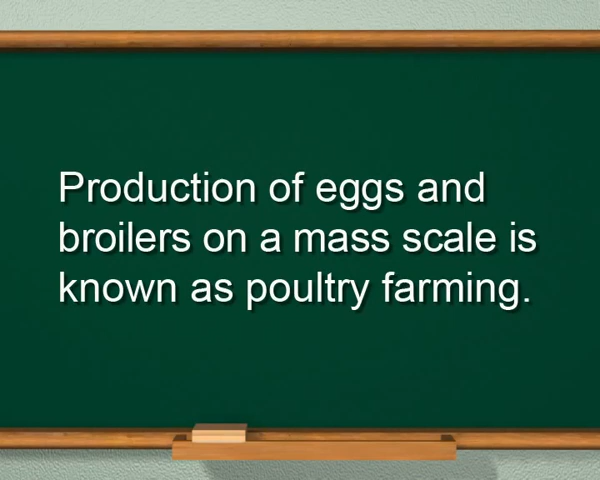 Production of eggs and
broilers on a mass scale is
known as poultry farming.